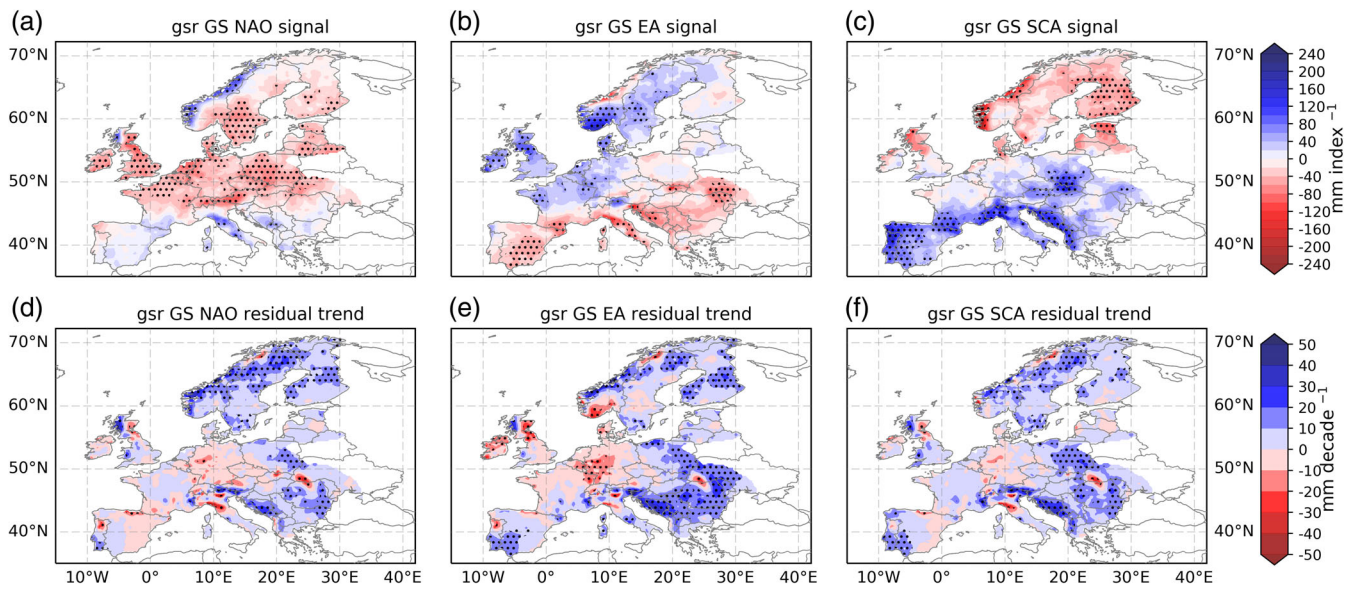 (a) gsr GS NAO signal
(b) gsr GS EA signal
(c) gsr GS SCA signal
70°N 70°N 240
200
160
60°N 60°N 120
80
40
50°N 50°N 0
-40
-80
-120
40°N 40°N -160
-200
-240
mm index ⁻¹
(d) gsr GS NAO residual trend
(e) gsr GS EA residual trend
(f) gsr GS SCA residual trend
70°N 70°N 50
40
30
60°N 60°N 20
10
50°N 50°N 0
-10
-20
-30
40°N 40°N -40
-50
mm decade ⁻¹
10°W 0° 10°E 20°E 30°E 40°E 10°W 0° 10°E 20°E 30°E 40°E 10°W 0° 10°E 20°E 30°E 40°E